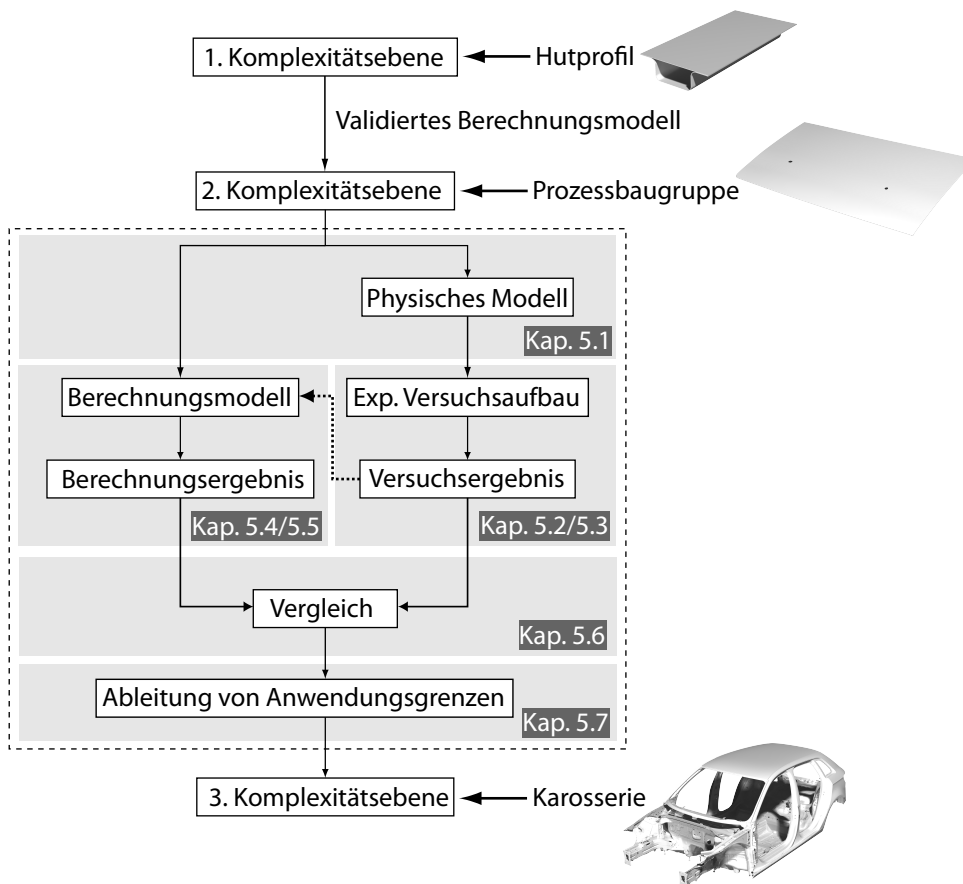 1. Komplexitätsebene
Hutprofil
Validiertes Berechnungsmodell
2. Komplexitätsebene
Prozessbaugruppe
Physisches Modell
Kap. 5.1
Berechnungsmodell
Exp. Versuchsaufbau
Berechnungsergebnis
Versuchsergebnis
Kap. 5.4/5.5
Kap. 5.2/5.3
Vergleich
Kap. 5.6
Ableitung von Anwendungsgrenzen
Kap. 5.7
3. Komplexitätsebene
Karosserie